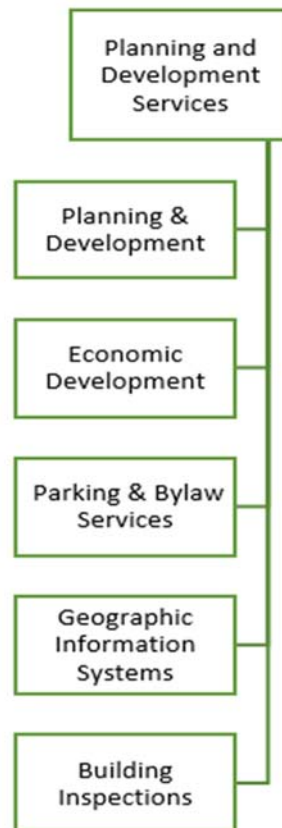 Planning and
Development
Services
Planning &
Development
Economic
Development
Parking & Bylaw
Services
Geographic
Information
Systems
Building
Inspections